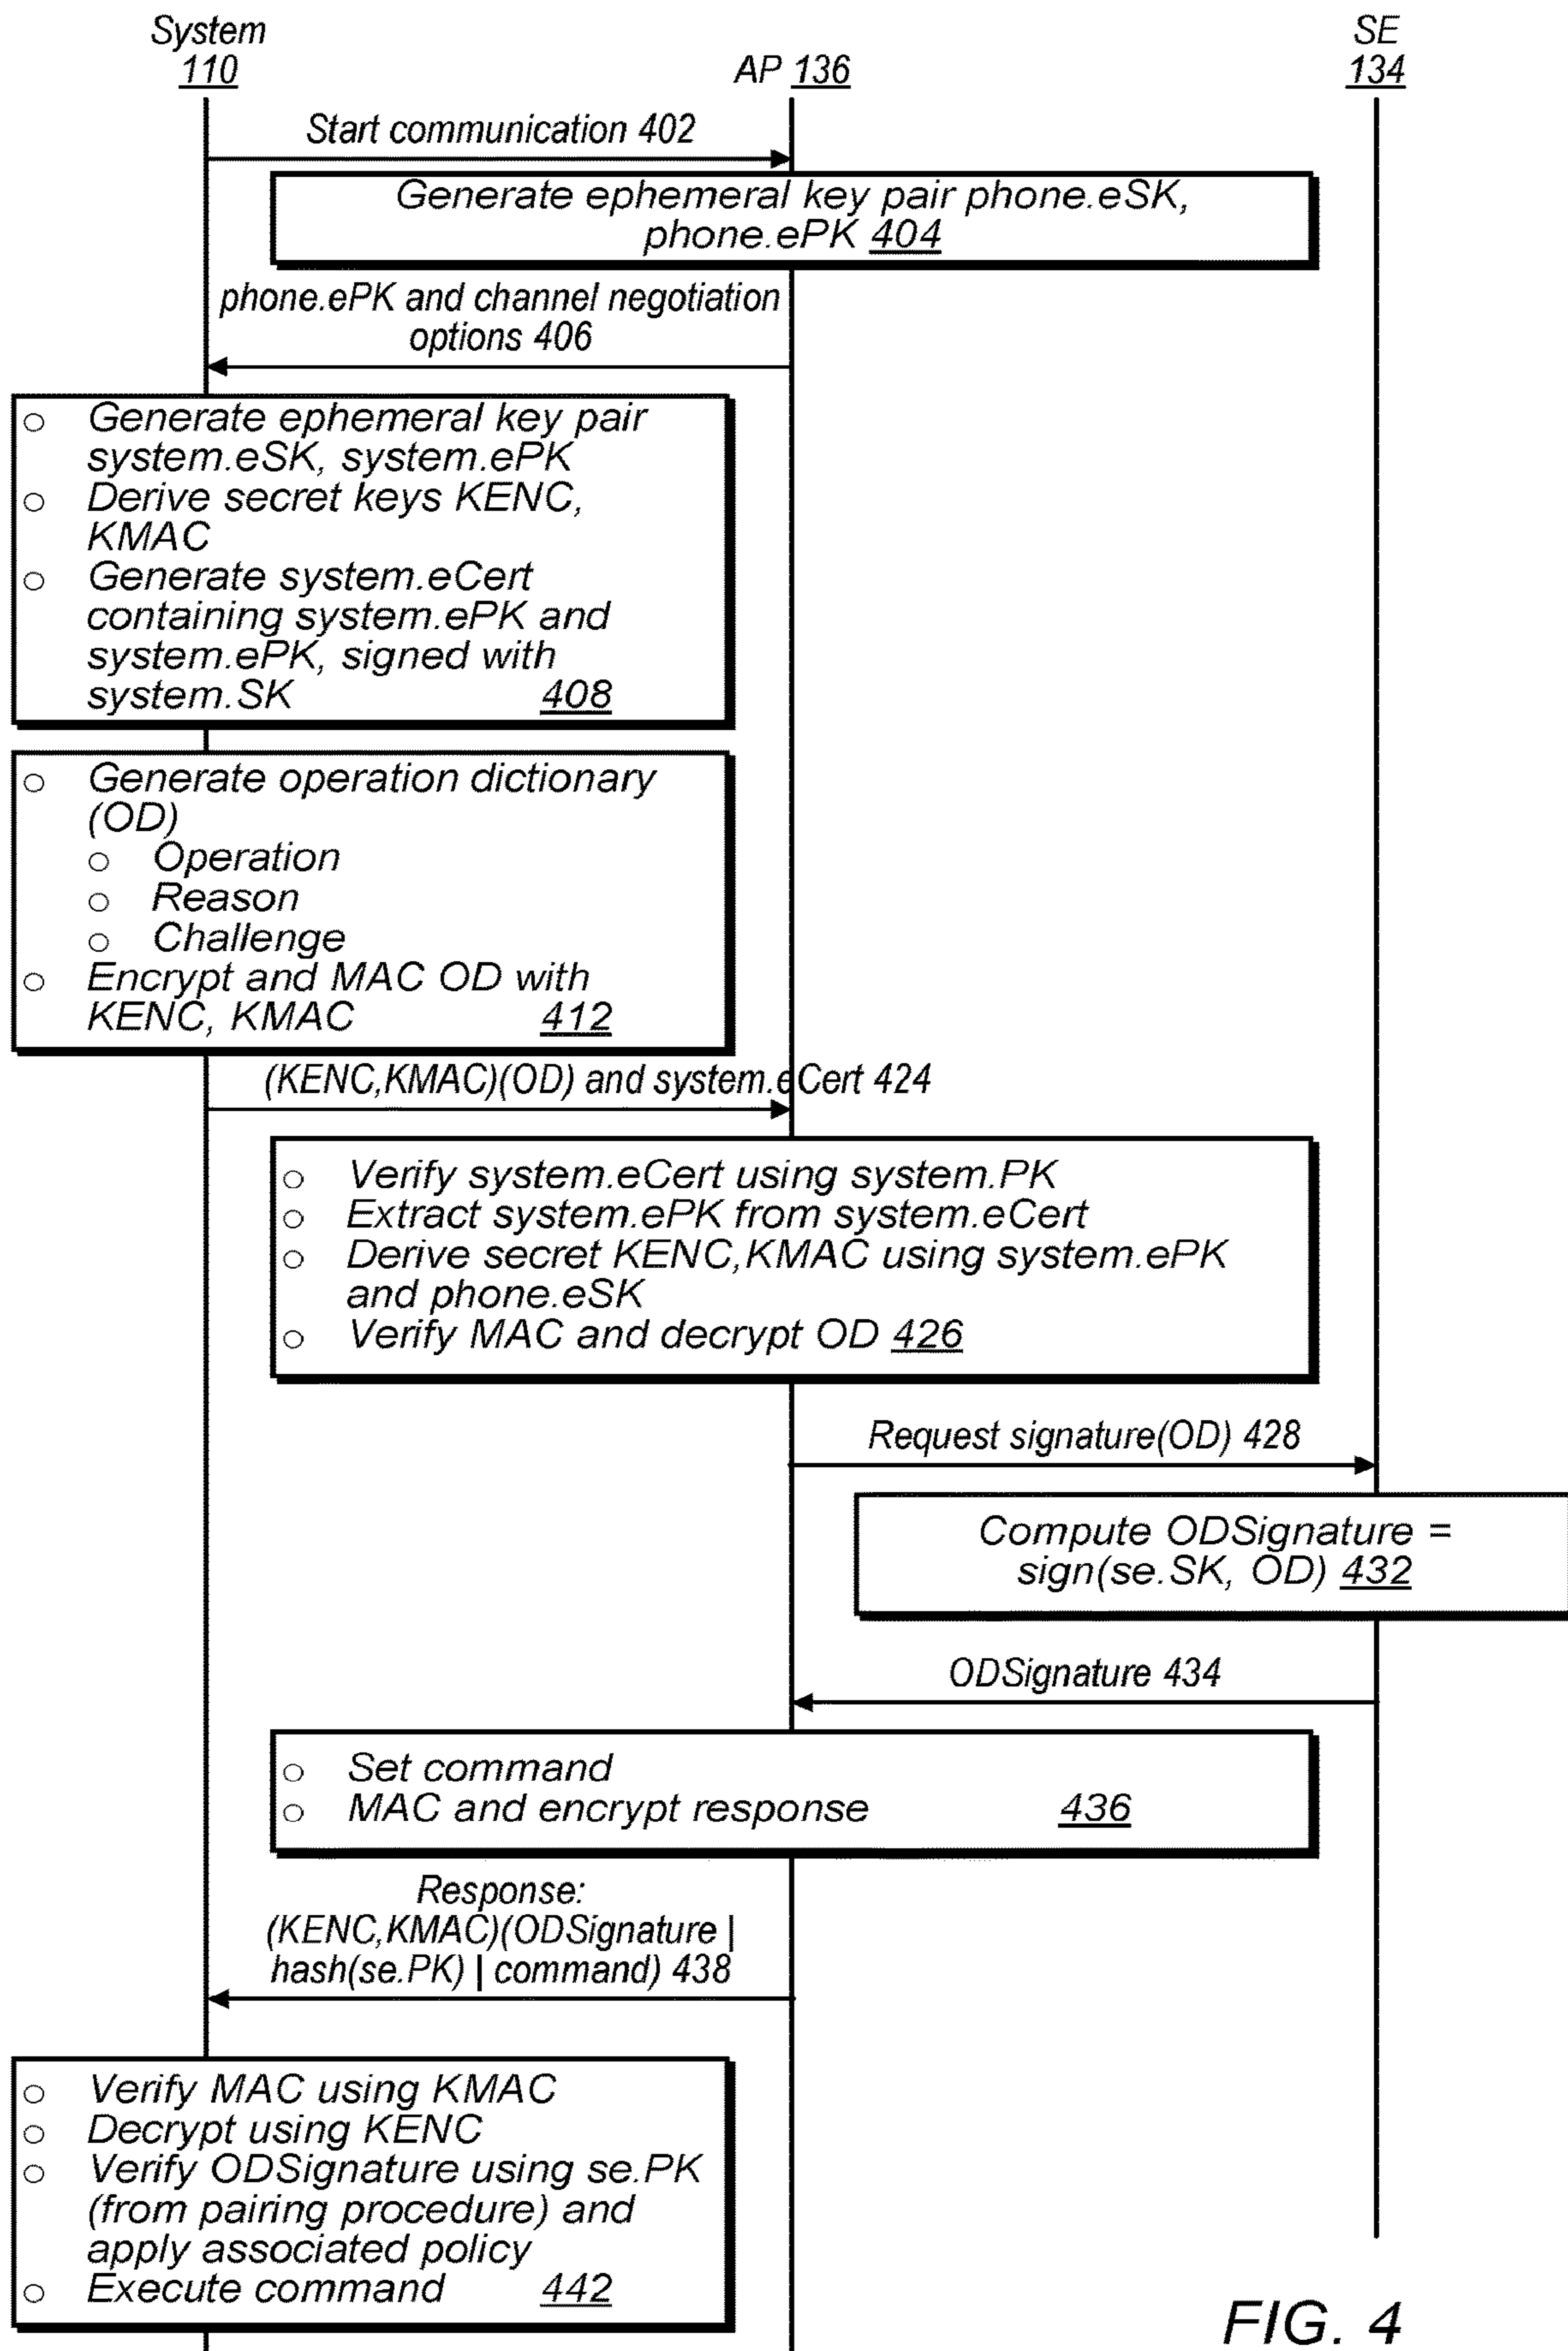 System
110
AP 136
SE
134
Start communication 402
Generate ephemeral key pair phone.eSK,
phone.ePK 404
phone.ePK and channel negotiation
options 406
○ Generate ephemeral key pair
system.eSK, system.ePK
○ Derive secret keys KENC,
KMAC
○ Generate system.eCert
containing system.ePK and
system.ePK, signed with
system.SK 408
○ Generate operation dictionary
(OD)
○ Operation
○ Reason
○ Challenge
○ Encrypt and MAC OD with
KENC, KMAC 412
(KENC,KMAC)(OD) and system.eCert 424
○ Verify system.eCert using system.PK
○ Extract system.ePK from system.eCert
○ Derive secret KENC,KMAC using system.ePK
and phone.eSK
○ Verify MAC and decrypt OD 426
Request signature(OD) 428
Compute ODSignature =
sign(se.SK, OD) 432
ODSignature 434
○ Set command
○ MAC and encrypt response 436
Response:
(KENC,KMAC)(ODSignature |
hash(se.PK) | command) 438
○ Verify MAC using KMAC
○ Decrypt using KENC
○ Verify ODSignature using se.PK
(from pairing procedure) and
apply associated policy
○ Execute command 442
FIG. 4